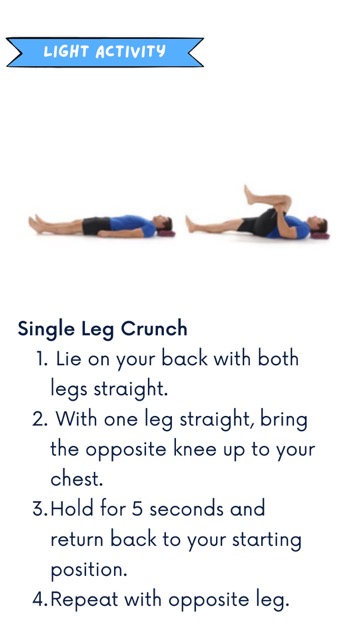 LIGHT ACTIVITY
Single Leg Crunch
1. Lie on your back with both
legs straight.
2. With one leg straight, bring
the opposite knee up to your
chest.
3.Hold for 5 seconds and
return back to your starting
position.
4.Repeat with opposite leg.